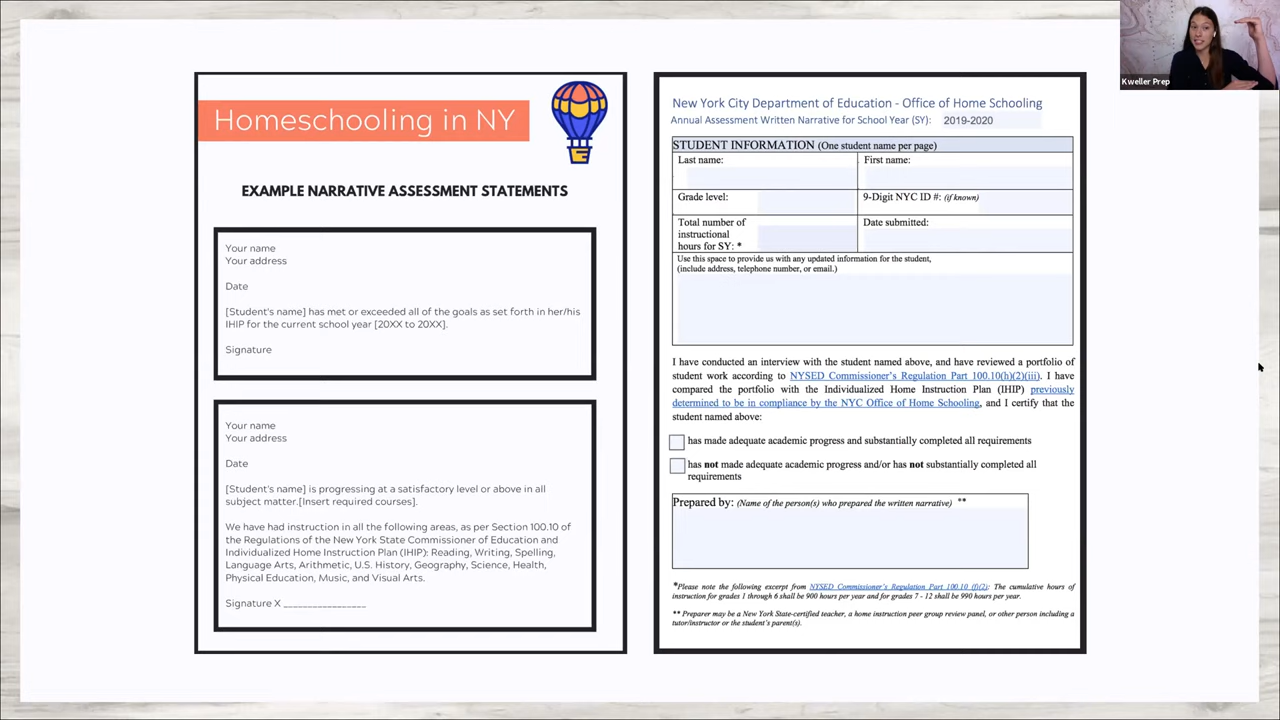 Kweller Prep
Homeschooling in NY
EXAMPLE NARRATIVE ASSESSMENT STATEMENTS
Your name
Your address
Date
[Student's name] has met or exceeded all of the goals as set forth in her/his
IHIP for the current school year [20XX to 20XX].
Signature
Your name
Your address
Date
[Student's name] is progressing at a satisfactory level or above in all
subject matter.[Insert required courses].
We have had instruction in all the following areas, as per Section 100.10 of
the Regulations of the New York State Commissioner of Education and
Individualized Home Instruction Plan (IHIP): Reading, Writing, Spelling,
Language Arts, Arithmetic, U.S. History, Geography, Science, Health,
Physical Education, Music, and Visual Arts.
Signature X _________________
New York City Department of Education - Office of Home Schooling
Annual Assessment Written Narrative for School Year (SY): 2019-2020
STUDENT INFORMATION (One student name per page)
Last name:
First name:
Grade level:
9-Digit NYC ID #: (if known)
Total number of
instructional
hours for SY: *
Date submitted:
Use this space to provide us with any updated information for the student,
(include address, telephone number, or email.)
I have conducted an interview with the student named above, and have reviewed a portfolio of
student work according to NYSED Commissioner's Regulation Part 100.10(h)(2)(iii). I have
compared the portfolio with the Individualized Home Instruction Plan (IHIP) previously
determined to be in compliance by the NYC Office of Home Schooling, and I certify that the
student named above:
has made adequate academic progress and substantially completed all requirements
has not made adequate academic progress and/or has not substantially completed all
requirements
Prepared by: (Name of the person(s) who prepared the written narrative) **
*Please note the following excerpt from NYSED Commissioner's Regulation Part 100.10 (f)(2): The cumulative hours of
instruction for grades 1 through 6 shall be 900 hours per year and for grades 7 - 12 shall be 990 hours per year.
** Preparer may be a New York State-certified teacher, a home instruction peer group review panel, or other person including a
tutor/instructor or the student's parent(s).